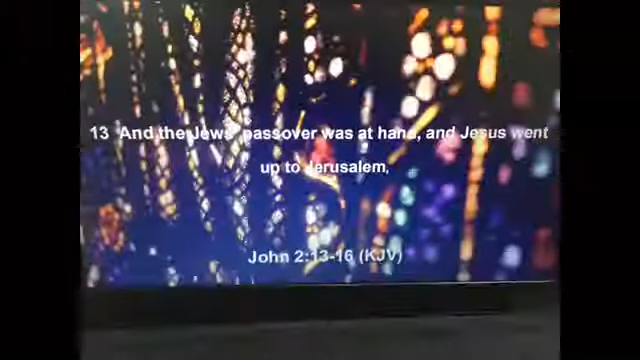 13 And the Jews' passover was at hand, and Jesus went
up to Jerusalem,
John 2:13-16 (KJV)